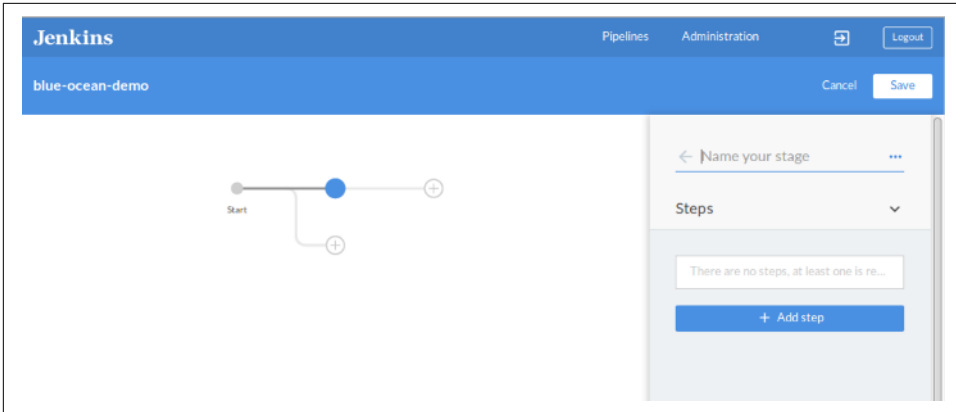 Jenkins Pipelines Administration Logout
blue-ocean-demo Cancel Save
Name your stage
Start Steps
There are no steps, at least one is re...
+ Add step